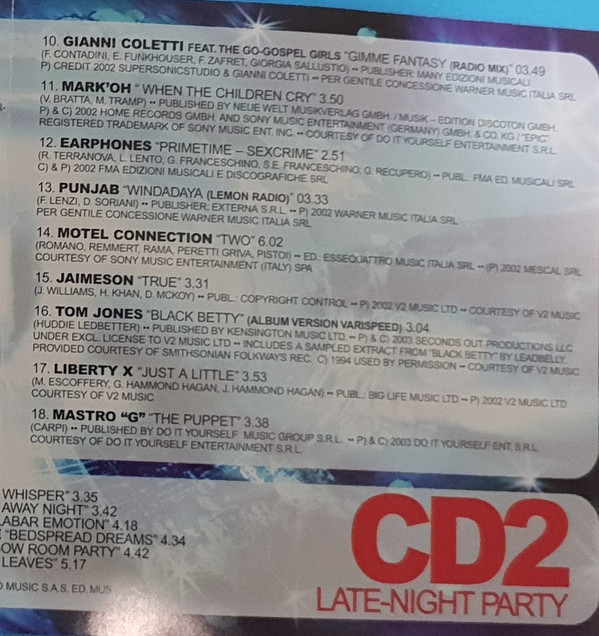 10. GIANNI COLETTI FEAT. THE GO-GOSPEL GIRLS "GIMME FANTASY (RADIO MIX)" 03.49
(F. CONTADINI, E. FUNKHOUSER, F. ZAFRET, GIORGIA SALLUSTIO) •• PUBLISHER: MANY EDIZIONI MUSICALI
P) CREDIT 2002 SUPERSONICSTUDIO & GIANNI COLETTI •• PER GENTILE CONCESSIONE WARNER MUSIC ITALIA SRL
11. MARK'OH " WHEN THE CHILDREN CRY" 3.50
(V. BRATTA, M. TRAMP) •• PUBLISHED BY NEUE WELT MUSIKVERLAG GMBH. / MUSIK – EDITION DISCOTON GMBH.
P) & C) 2002 HOME RECORDS GMBH. AND SONY MUSIC ENTERTAINMENT (GERMANY) GMBH. & CO. KG / "EPIC"
REGISTERED TRADEMARK OF SONY MUSIC ENT. INC. •• COURTESY OF DO IT YOURSELF ENTERTAINMENT S.R.L.
12. EARPHONES "PRIMETIME – SEXCRIME" 2.51
(R. TERRANOVA, L. LENTO, G. FRANCESCHINO, S.E. FRANCESCHINO, G. RECUPERO) •• PUBL.: FMA ED. MUSICALI SRL
C) & P) 2002 FMA EDIZIONI MUSICALI E DISCOGRAFICHE SRL
13. PUNJAB "WINDADAYA (LEMON RADIO)" 03.33
(F. LENZI, D. SORIANI) •• PUBLISHER: EXTERNA S.R.L. •• P) 2002 WARNER MUSIC ITALIA SRL
PER GENTILE CONCESSIONE WARNER MUSIC ITALIA SRL
14. MOTEL CONNECTION "TWO" 6.02
(ROMANO, REMMERT, RAMA, PERETTI GRIVA, PISTOI) •• ED.: ESSEQUATTRO MUSIC ITALIA SRL •• (P) 2002 MESCAL SRL
COURTESY OF SONY MUSIC ENTERTAINMENT (ITALY) SPA
15. JAIMESON "TRUE" 3.31
(J. WILLIAMS, H. KHAN, D. MCKOY) •• PUBL.: COPYRIGHT CONTROL •• P) 2002 V2 MUSIC LTD •• COURTESY OF V2 MUSIC
16. TOM JONES "BLACK BETTY" (ALBUM VERSION VARISPEED) 3.04
(HUDDIE LEDBETTER) •• PUBLISHED BY KENSINGTON MUSIC LTD. •• P) & C) 2003 SECONDS OUT PRODUCTIONS LLC
UNDER EXCL. LICENSE TO V2 MUSIC LTD •• INCLUDES A SAMPLED EXTRACT FROM "BLACK BETTY" BY LEADBELLY.
PROVIDED COURTESY OF SMITHSONIAN FOLKWAYS REC. C) 1994 USED BY PERMISSION •• COURTESY OF V2 MUSIC
17. LIBERTY X "JUST A LITTLE" 3.53
(M. ESCOFFERY, G. HAMMOND HAGAN, J. HAMMOND HAGAN) •• PUBL.: BIG LIFE MUSIC LTD •• P) 2002 V2 MUSIC LTD
COURTESY OF V2 MUSIC
18. MASTRO "G" "THE PUPPET" 3.38
(CARPI) •• PUBLISHED BY DO IT YOURSELF MUSIC GROUP S.R.L. •• P) & C) 2003 DO IT YOURSELF ENT. S.R.L.
COURTESY OF DO IT YOURSELF ENTERTAINMENT S.R.L.
WHISPER" 3.35
AWAY NIGHT" 3.42
ABAR EMOTION" 4.18
"BEDSPREAD DREAMS" 4.34
OW ROOM PARTY" 4.42
LEAVES" 5.17
MUSIC S.A.S. ED. MUS
CD2
LATE-NIGHT PARTY